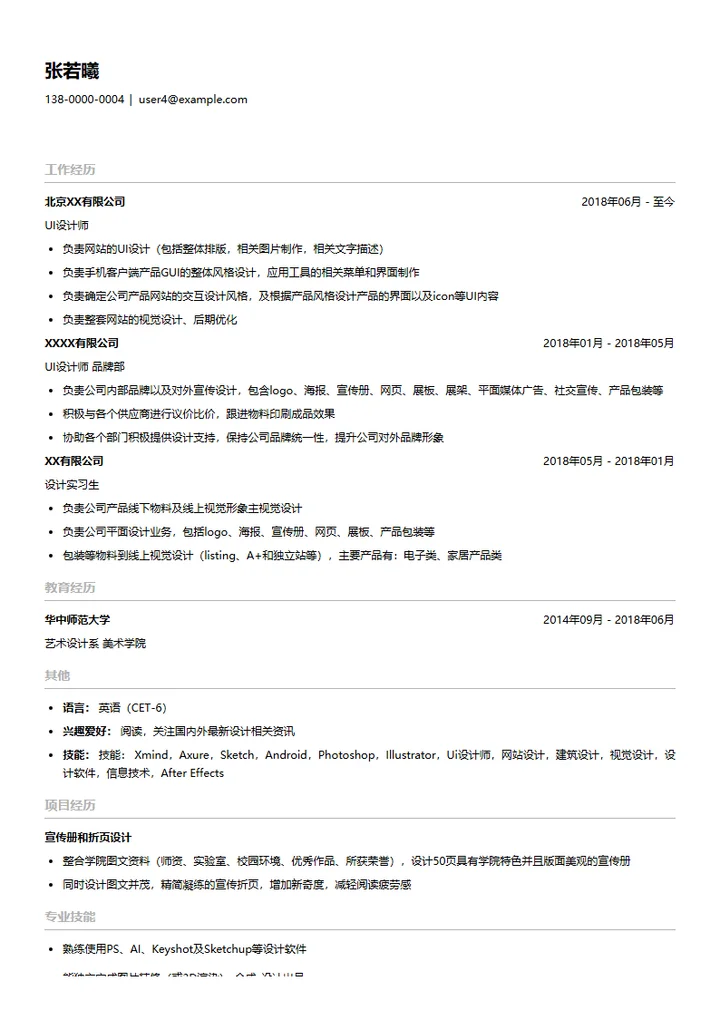 张若曦
138-0000-0004 | user4@example.com
工作经历
北京XX有限公司 2018年06月 - 至今
UI设计师
负责网站的UI设计（包括整体排版，相关图片制作，相关文字描述）
负责手机客户端产品GUI的整体风格设计，应用工具的相关菜单和界面制作
负责确定公司产品网站的交互设计风格，及根据产品风格设计产品的界面以及icon等UI内容
负责整套网站的视觉设计、后期优化
XXXX有限公司 2018年01月 - 2018年05月
UI设计师 品牌部
负责公司内部品牌以及对外宣传设计，包含logo、海报、宣传册、网页、展板、展架、平面媒体广告、社交宣传、产品包装等
积极与各个供应商进行议价比价，跟进物料印刷成品效果
协助各个部门积极提供设计支持，保持公司品牌统一性，提升公司对外品牌形象
XX有限公司 2018年05月 - 2018年01月
设计实习生
负责公司产品线下物料及线上视觉形象主视觉设计
负责公司平面设计业务，包括logo、海报、宣传册、网页、展板、产品包装等
包装等物料到线上视觉设计（listing、A+和独立站等），主要产品有：电子类、家居产品类
教育经历
华中师范大学 2014年09月 - 2018年06月
艺术设计系 美术学院
其他
语言： 英语（CET-6）
兴趣爱好： 阅读，关注国内外最新设计相关资讯
技能： 技能： Xmind，Axure，Sketch，Android，Photoshop，Illustrator，Ui设计师，网站设计，建筑设计，视觉设计，设
计软件，信息技术，After Effects
项目经历
宣传册和折页设计
整合学院图文资料（师资、实验室、校园环境、优秀作品、所获荣誉），设计50页具有学院特色并且版面美观的宣传册
同时设计图文并茂，精简凝练的宣传折页，增加新奇度，减轻阅读疲劳感
专业技能
熟练使用PS、AI、Keyshot及Sketchup等设计软件